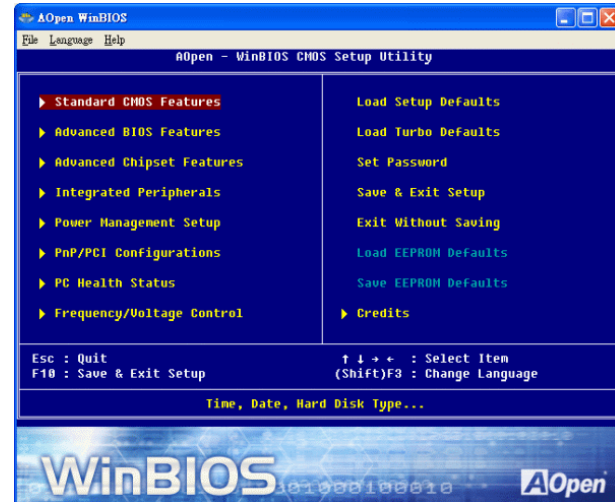 AOpen WinBIOS
File Language Help
AOpen - WinBIOS CMOS Setup Utility
Standard CMOS Features
Advanced BIOS Features
Advanced Chipset Features
Integrated Peripherals
Power Management Setup
PnP/PCI Configurations
PC Health Status
Frequency/Voltage Control
Load Setup Defaults
Load Turbo Defaults
Set Password
Save & Exit Setup
Exit Without Saving
Load EEPROM Defaults
Save EEPROM Defaults
Credits
Esc : Quit
F10 : Save & Exit Setup
↑ ↓ → ← : Select Item
(Shift)F3 : Change Language
Time, Date, Hard Disk Type...
WinBIOS
AOpen